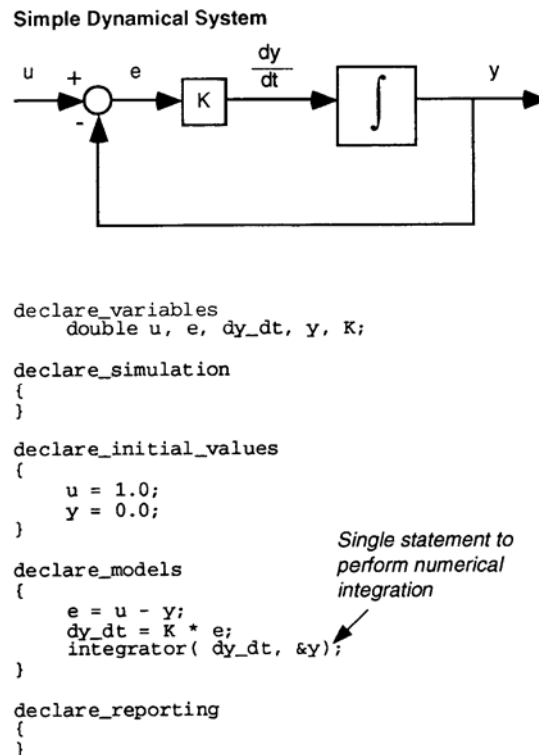 Simple Dynamical System
u
+
e
K
dy
dt
∫
y
-
declare_variables
double u, e, dy_dt, y, K;
declare_simulation
{
}
declare_initial_values
{
u = 1.0;
y = 0.0;
}
Single statement to
perform numerical
integration
declare_models
{
e = u - y;
dy_dt = K * e;
integrator( dy_dt, &y);
}
declare_reporting
{
}